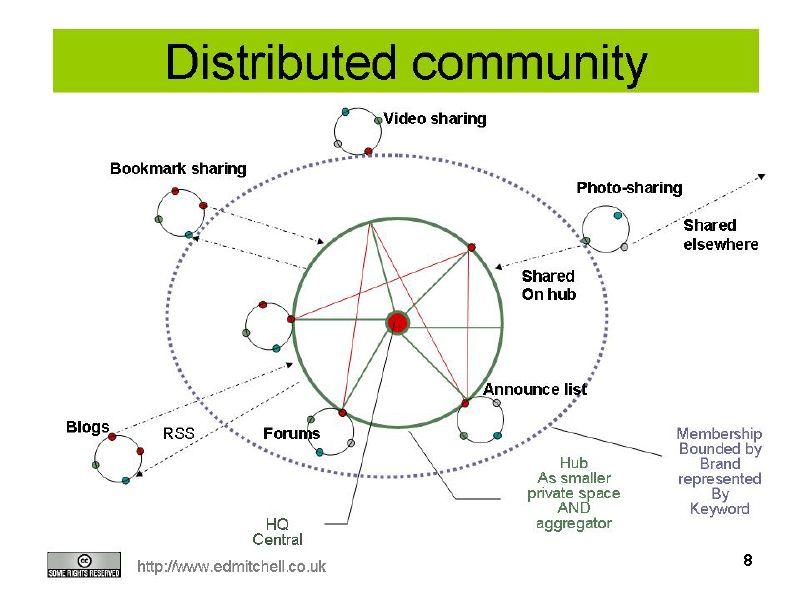 Distributed community
Video sharing
Bookmark sharing
Photo-sharing
Shared
elsewhere
Shared
On hub
Announce list
Blogs
RSS
Forums
Membership
Bounded by
Brand
represented
By
Keyword
Hub
As smaller
private space
AND
aggregator
HQ
Central
cc
SOME RIGHTS RESERVED
http://www.edmitchell.co.uk
8